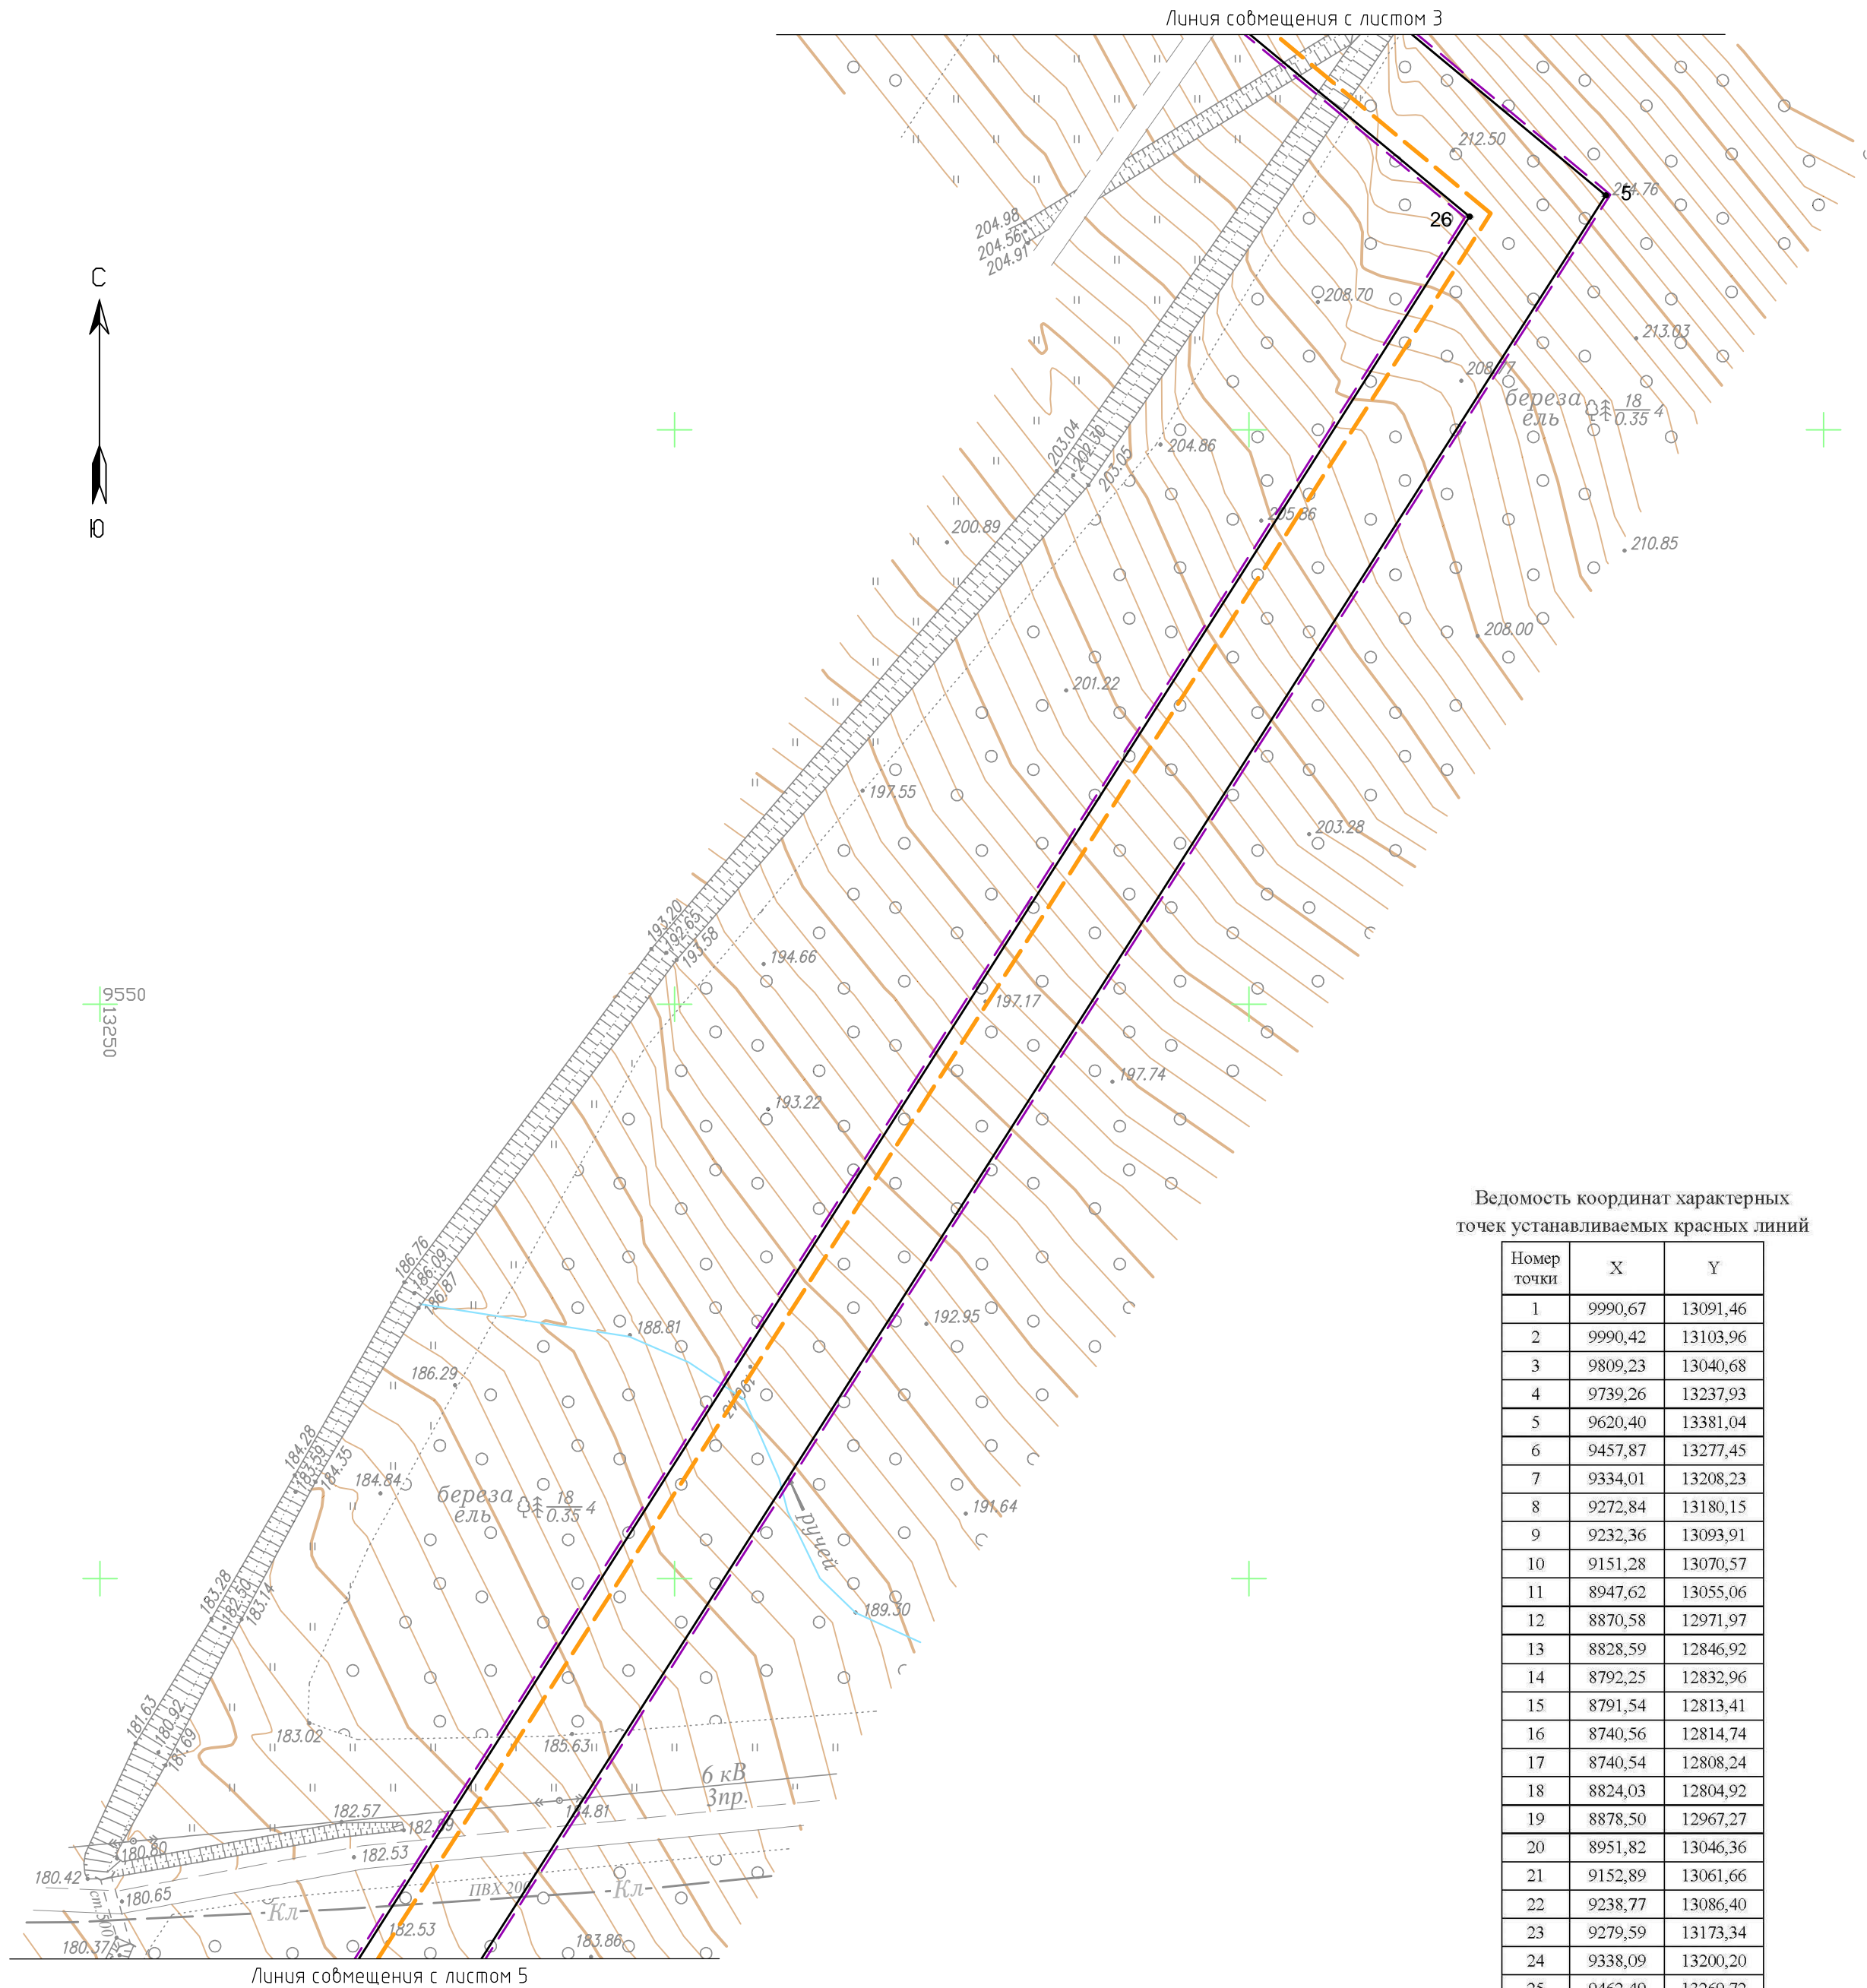 Линия совмещения с листом 3
212.50
214.76
5
26
204.98
204.56
204.91
С
Ю
208.70
213.03
береза
ель
18
0.35
4
203.04
202.30
203.05
204.86
205.86
200.89
210.85
208.00
201.22
197.55
203.28
193.20
192.65
193.58
194.66
197.17
9550
13250
197.74
193.22
186.76
186.09
186.87
188.81
192.95
186.29
190.43
184.28
183.59
184.35
184.84
береза
ель
18
0.35
4
191.64
ручей
183.28
182.50
183.14
189.30
181.63
180.92
181.69
183.02
185.63
6 кВ
3пр.
182.57
184.81
182.89
180.80
182.53
180.42
180.65
ст.500
ПВХ 200
Кл
Кл
182.53
180.37
183.86
Линия совмещения с листом 5
Ведомость координат характерных
точек устанавливаемых красных линий
Номер точки X Y
1 9990,67 13091,46
2 9990,42 13103,96
3 9809,23 13040,68
4 9739,26 13237,93
5 9620,40 13381,04
6 9457,87 13277,45
7 9334,01 13208,23
8 9272,84 13180,15
9 9232,36 13093,91
10 9151,28 13070,57
11 8947,62 13055,06
12 8870,58 12971,97
13 8828,59 12846,92
14 8792,25 12832,96
15 8791,54 12813,41
16 8740,56 12814,74
17 8740,54 12808,24
18 8824,03 12804,92
19 8878,50 12967,27
20 8951,82 13046,36
21 9152,89 13061,66
22 9238,77 13086,40
23 9279,59 13173,34
24 9338,09 13200,20